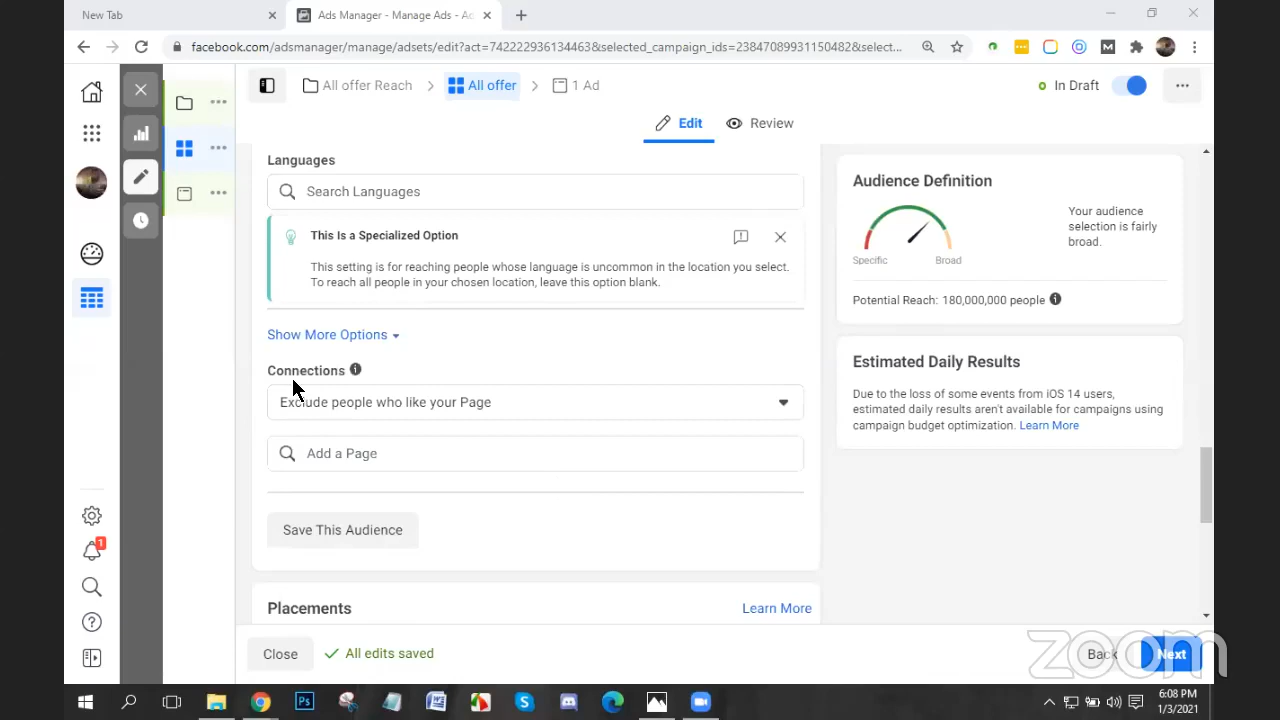 New Tab
Ads Manager - Manage Ads - Ad
facebook.com/adsmanager/manage/adsets/edit?act=742222936134463&selected_campaign_ids=23847089931150482&select...
All offer Reach
All offer
1 Ad
In Draft
Edit
Review
Languages
Search Languages
This Is a Specialized Option
This setting is for reaching people whose language is uncommon in the location you select.
To reach all people in your chosen location, leave this option blank.
Show More Options
Connections
Exclude people who like your Page
Add a Page
Save This Audience
Placements
Learn More
Audience Definition
Specific
Broad
Your audience
selection is fairly
broad.
Potential Reach: 180,000,000 people
Estimated Daily Results
Due to the loss of some events from iOS 14 users,
estimated daily results aren't available for campaigns using
campaign budget optimization. Learn More
Close
All edits saved
Back
Next
zoom
1
6:08 PM
1/3/2021